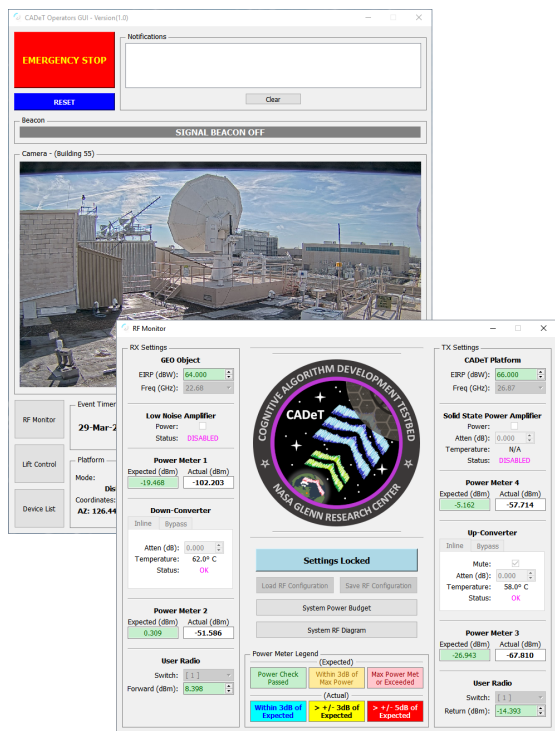 CADeT Operators GUI - Version(1.0)
EMERGENCY STOP
RESET
Notifications
Clear
Beacon
SIGNAL BEACON OFF
Camera - (Building 55)
RF Monitor
Lift Control
Device List
Event Timer
29-Mar-2
Platform
Mode:
Dis
Coordinates:
AZ: 126.44
RF Monitor
RX Settings
GEO Object
EIRP (dBW): 64.000
Freq (GHz): 22.68
Low Noise Amplifier
Power:
Status: DISABLED
Power Meter 1
Expected (dBm) Actual (dBm)
-19.468 -102.203
Down-Converter
Inline Bypass
Atten (dB): 0.000
Temperature: 62.0° C
Status: OK
Power Meter 2
Expected (dBm) Actual (dBm)
0.309 -51.586
User Radio
Switch: [ 1 ]
Forward (dBm): 8.398
COGNITIVE ALGORITHM DEVELOPMENT TESTBED
CADeT
NASA GLENN RESEARCH CENTER
Settings Locked
Load RF Configuration Save RF Configuration
System Power Budget
System RF Diagram
Power Meter Legend
(Expected)
Power Check Passed
Within 3dB of Max Power
Max Power Met or Exceeded
(Actual)
Within 3dB of Expected
> +/- 3dB of Expected
> +/- 5dB of Expected
TX Settings
CADeT Platform
EIRP (dBW): 66.000
Freq (GHz): 26.87
Solid State Power Amplifier
Power:
Atten (dB): 0.000
Temperature: N/A
Status: DISABLED
Power Meter 4
Expected (dBm) Actual (dBm)
-5.162 -57.714
Up-Converter
Inline Bypass
Mute:
Atten (dB): 0.000
Temperature: 58.0° C
Status: OK
Power Meter 3
Expected (dBm) Actual (dBm)
-26.943 -67.810
User Radio
Switch: [ 1 ]
Return (dBm): -14.393